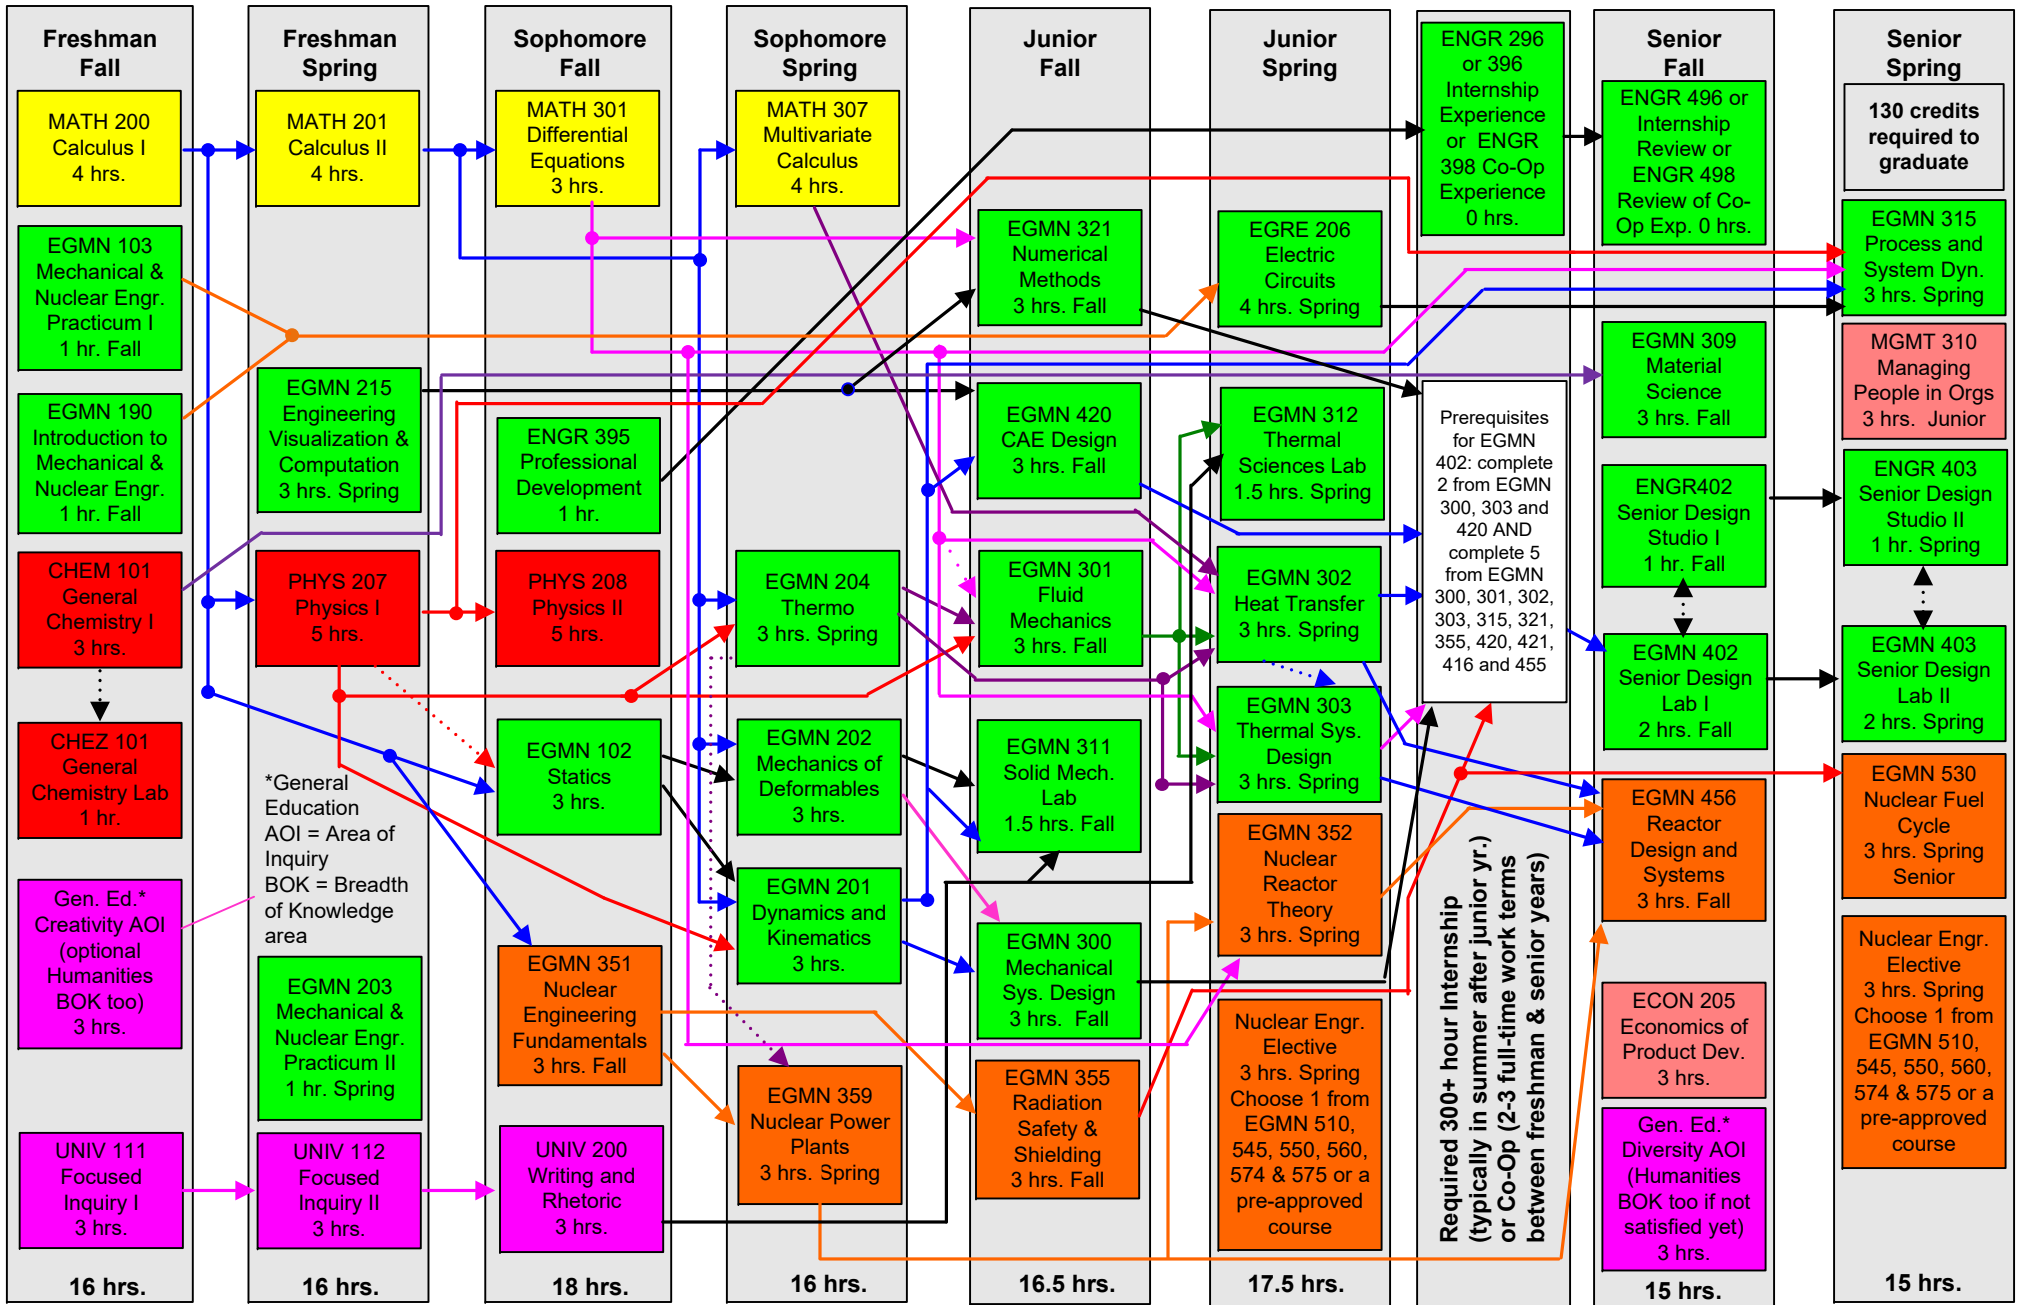 Freshman
Fall
MATH 200
Calculus I
4 hrs.
EGMN 103
Mechanical &
Nuclear Engr.
Practicum I
1 hr. Fall
EGMN 190
Introduction to
Mechanical &
Nuclear Engr.
1 hr. Fall
CHEM 101
General
Chemistry I
3 hrs.
CHEZ 101
General
Chemistry Lab
1 hr.
Gen. Ed.*
Creativity AOI
(optional
Humanities
BOK too)
3 hrs.
UNIV 111
Focused
Inquiry I
3 hrs.
16 hrs.
Freshman
Spring
MATH 201
Calculus II
4 hrs.
EGMN 215
Engineering
Visualization &
Computation
3 hrs. Spring
PHYS 207
Physics I
5 hrs.
*General
Education
AOI = Area of
Inquiry
BOK = Breadth
of Knowledge
area
EGMN 203
Mechanical &
Nuclear Engr.
Practicum II
1 hr. Spring
UNIV 112
Focused
Inquiry II
3 hrs.
16 hrs.
Sophomore
Fall
MATH 301
Differential
Equations
3 hrs.
ENGR 395
Professional
Development
1 hr.
PHYS 208
Physics II
5 hrs.
EGMN 102
Statics
3 hrs.
EGMN 351
Nuclear
Engineering
Fundamentals
3 hrs. Fall
UNIV 200
Writing and
Rhetoric
3 hrs.
18 hrs.
Sophomore
Spring
MATH 307
Multivariate
Calculus
4 hrs.
EGMN 204
Thermo
3 hrs. Spring
EGMN 202
Mechanics of
Deformables
3 hrs.
EGMN 201
Dynamics and
Kinematics
3 hrs.
EGMN 359
Nuclear Power
Plants
3 hrs. Spring
16 hrs.
Junior
Fall
EGMN 321
Numerical
Methods
3 hrs. Fall
EGMN 420
CAE Design
3 hrs. Fall
EGMN 301
Fluid
Mechanics
3 hrs. Fall
EGMN 311
Solid Mech.
Lab
1.5 hrs. Fall
EGMN 300
Mechanical
Sys. Design
3 hrs. Fall
EGMN 355
Radiation
Safety &
Shielding
3 hrs. Fall
16.5 hrs.
Junior
Spring
EGRE 206
Electric
Circuits
4 hrs. Spring
EGMN 312
Thermal
Sciences Lab
1.5 hrs. Spring
EGMN 302
Heat Transfer
3 hrs. Spring
EGMN 303
Thermal Sys.
Design
3 hrs. Spring
EGMN 352
Nuclear
Reactor
Theory
3 hrs. Spring
Nuclear Engr.
Elective
3 hrs. Spring
Choose 1 from
EGMN 510,
545, 550, 560,
574 & 575 or a
pre-approved
course
17.5 hrs.
ENGR 296
or 396
Internship
Experience
or ENGR
398 Co-Op
Experience
0 hrs.
Prerequisites
for EGMN
402: complete
2 from EGMN
300, 303 and
420 AND
complete 5
from EGMN
300, 301, 302,
303, 315, 321,
355, 420, 421,
416 and 455
Required 300+ hour Internship
(typically in summer after junior yr.)
or Co-Op (2-3 full-time work terms
between freshman & senior years)
Senior
Fall
ENGR 496 or
Internship
Review or
ENGR 498
Review of Co-
Op Exp. 0 hrs.
EGMN 309
Material
Science
3 hrs. Fall
ENGR402
Senior Design
Studio I
1 hr. Fall
EGMN 402
Senior Design
Lab I
2 hrs. Fall
EGMN 456
Reactor
Design and
Systems
3 hrs. Fall
ECON 205
Economics of
Product Dev.
3 hrs.
Gen. Ed.*
Diversity AOI
(Humanities
BOK too if not
satisfied yet)
3 hrs.
15 hrs.
Senior
Spring
130 credits
required to
graduate
EGMN 315
Process and
System Dyn.
3 hrs. Spring
MGMT 310
Managing
People in Orgs
3 hrs. Junior
ENGR 403
Senior Design
Studio II
1 hr. Spring
EGMN 403
Senior Design
Lab II
2 hrs. Spring
EGMN 530
Nuclear Fuel
Cycle
3 hrs. Spring
Senior
Nuclear Engr.
Elective
3 hrs. Spring
Choose 1 from
EGMN 510,
545, 550, 560,
574 & 575 or a
pre-approved
course
15 hrs.